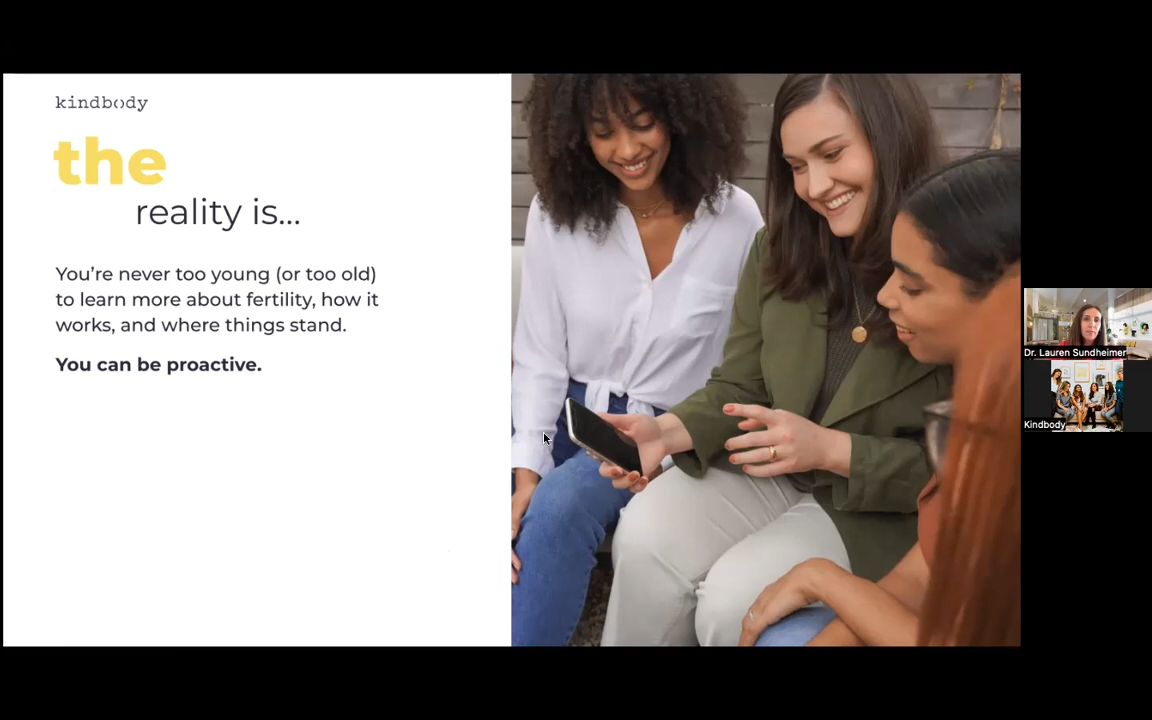 kindbody
the
reality is...
You're never too young (or too old)
to learn more about fertility, how it
works, and where things stand.
You can be proactive.
Dr. Lauren Sundheimer
Kindbody